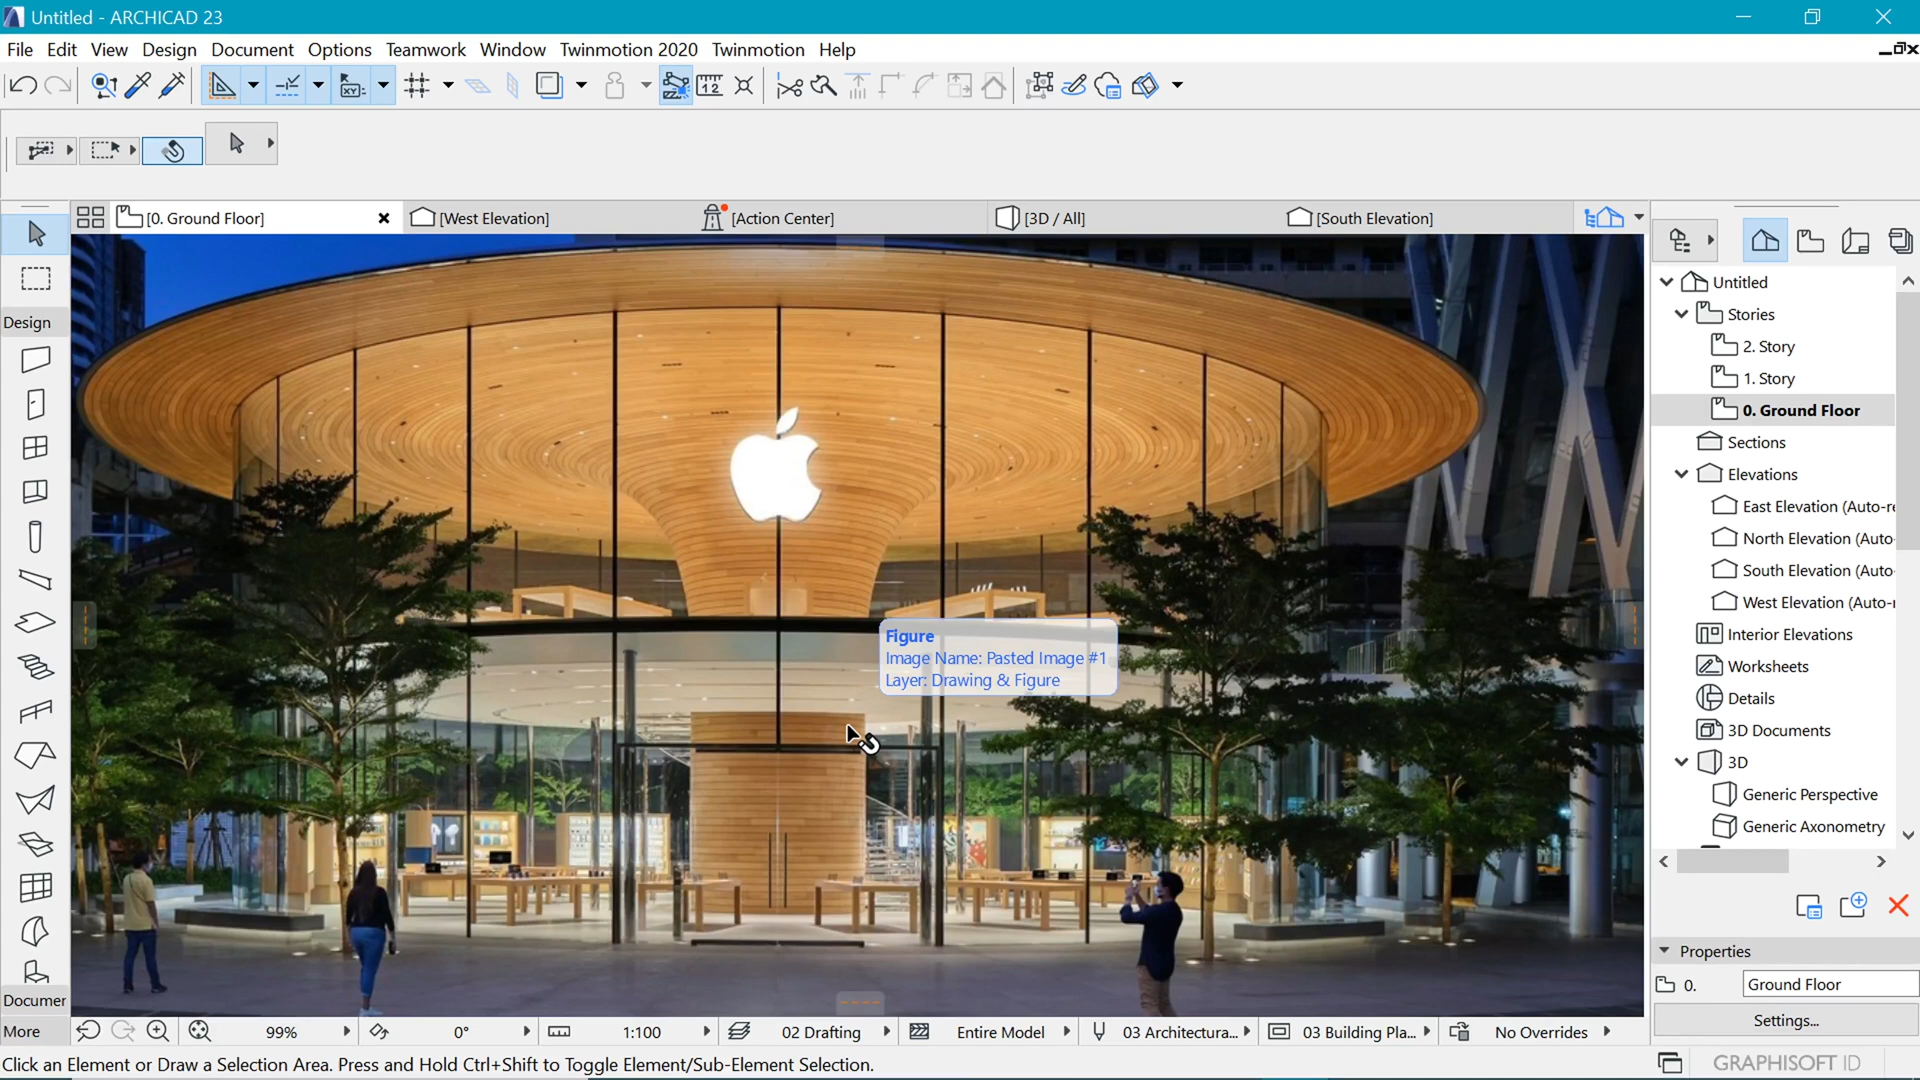 Untitled - ARCHICAD 23
File Edit View Design Document Options Teamwork Window Twinmotion 2020 Twinmotion Help
[0. Ground Floor]
[West Elevation]
[Action Center]
[3D / All]
[South Elevation]
Design
Untitled
Stories
2. Story
1. Story
0. Ground Floor
Sections
Elevations
East Elevation (Auto-re
North Elevation (Auto-
South Elevation (Auto-
West Elevation (Auto-r
Interior Elevations
Worksheets
Details
3D Documents
3D
Generic Perspective
Generic Axonometry
Figure
Image Name: Pasted Image #1
Layer: Drawing & Figure
Properties
0.
Ground Floor
Settings...
Documer
More
99%
0°
1:100
02 Drafting
Entire Model
03 Architectura...
03 Building Pla...
No Overrides
Click an Element or Draw a Selection Area. Press and Hold Ctrl+Shift to Toggle Element/Sub-Element Selection.
GRAPHISOFT ID